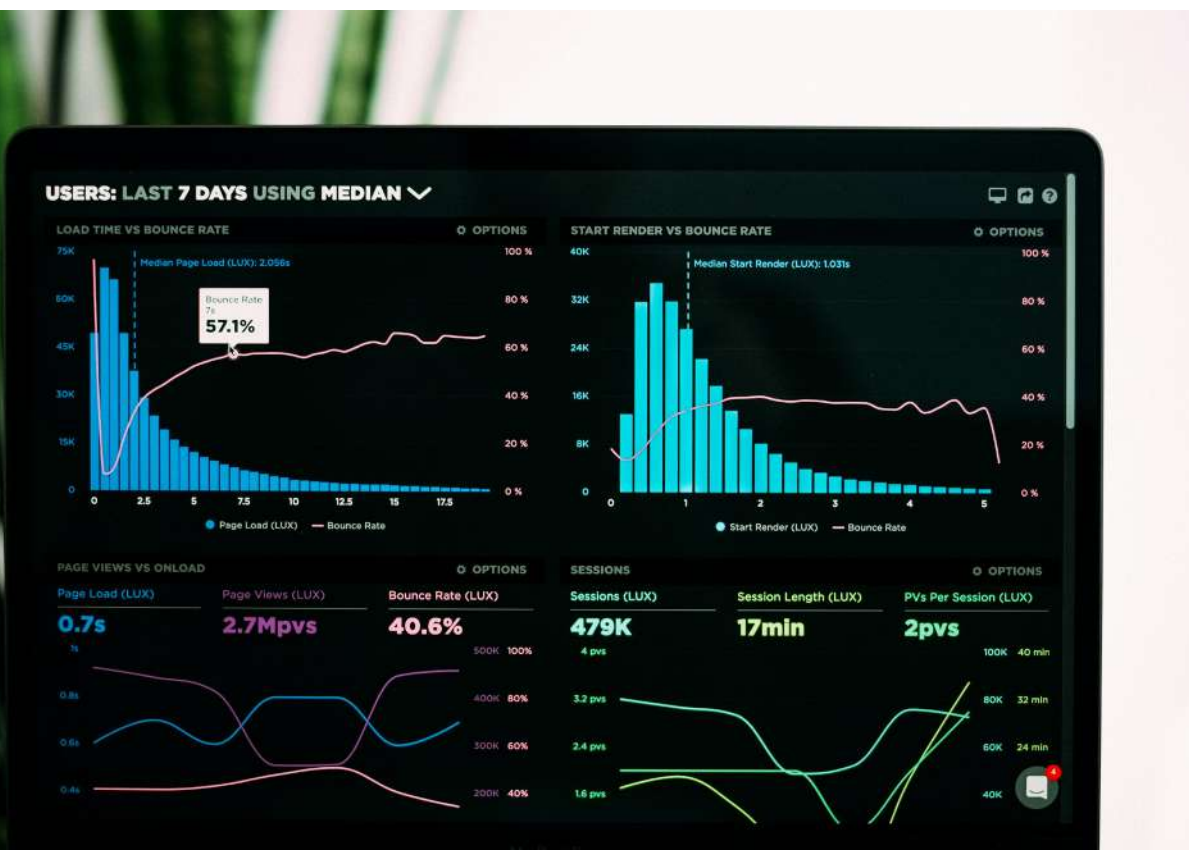 USERS: LAST 7 DAYS USING MEDIAN
LOAD TIME VS BOUNCE RATE
OPTIONS
75K
60K
45K
30K
15K
0
100 %
80 %
60 %
40 %
20 %
0 %
Median Page Load (LUX): 2.056s
Bounce Rate
7s
57.1%
0 2.5 5 7.5 10 12.5 15 17.5
Page Load (LUX) Bounce Rate
START RENDER VS BOUNCE RATE
OPTIONS
40K
32K
24K
16K
8K
0
100 %
80 %
60 %
40 %
20 %
0 %
Median Start Render (LUX): 1.031s
0 1 2 3 4 5
Start Render (LUX) Bounce Rate
PAGE VIEWS VS ONLOAD
OPTIONS
Page Load (LUX) Page Views (LUX) Bounce Rate (LUX)
0.7s 2.7Mpvs 40.6%
1s 500K 100%
0.8s 400K 80%
0.6s 300K 60%
0.4s 200K 40%
SESSIONS
OPTIONS
Sessions (LUX) Session Length (LUX) PVs Per Session (LUX)
479K 17min 2pvs
4 pvs 100K 40 min
3.2 pvs 80K 32 min
2.4 pvs 60K 24 min
1.6 pvs 40K
4